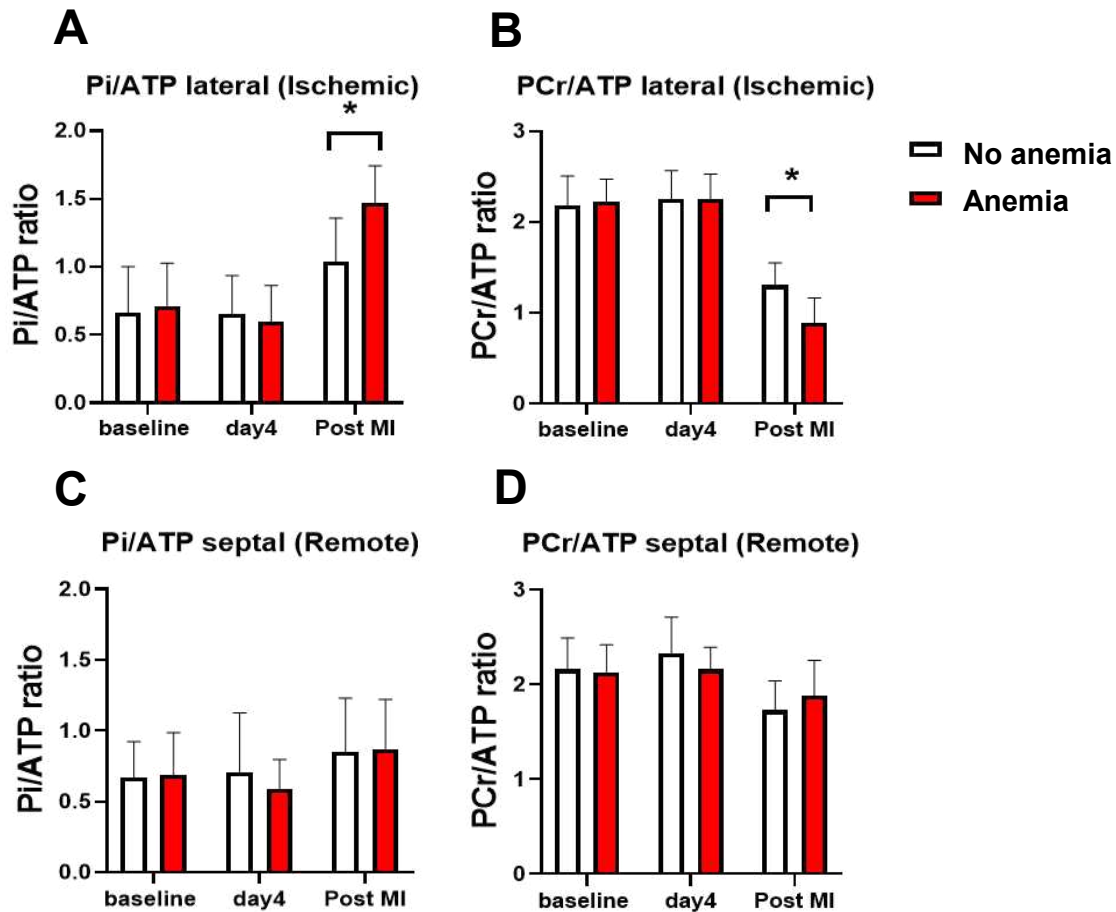 A
Pi/ATP lateral (Ischemic)
*
Pi/ATP ratio
2.0
1.5
1.0
0.5
0.0
baseline day4 Post MI
B
PCr/ATP lateral (Ischemic)
*
PCr/ATP ratio
3
2
1
0
baseline day4 Post MI
No anemia
Anemia
C
Pi/ATP septal (Remote)
Pi/ATP ratio
2.0
1.5
1.0
0.5
0.0
baseline day4 Post MI
D
PCr/ATP septal (Remote)
PCr/ATP ratio
3
2
1
0
baseline day4 Post MI